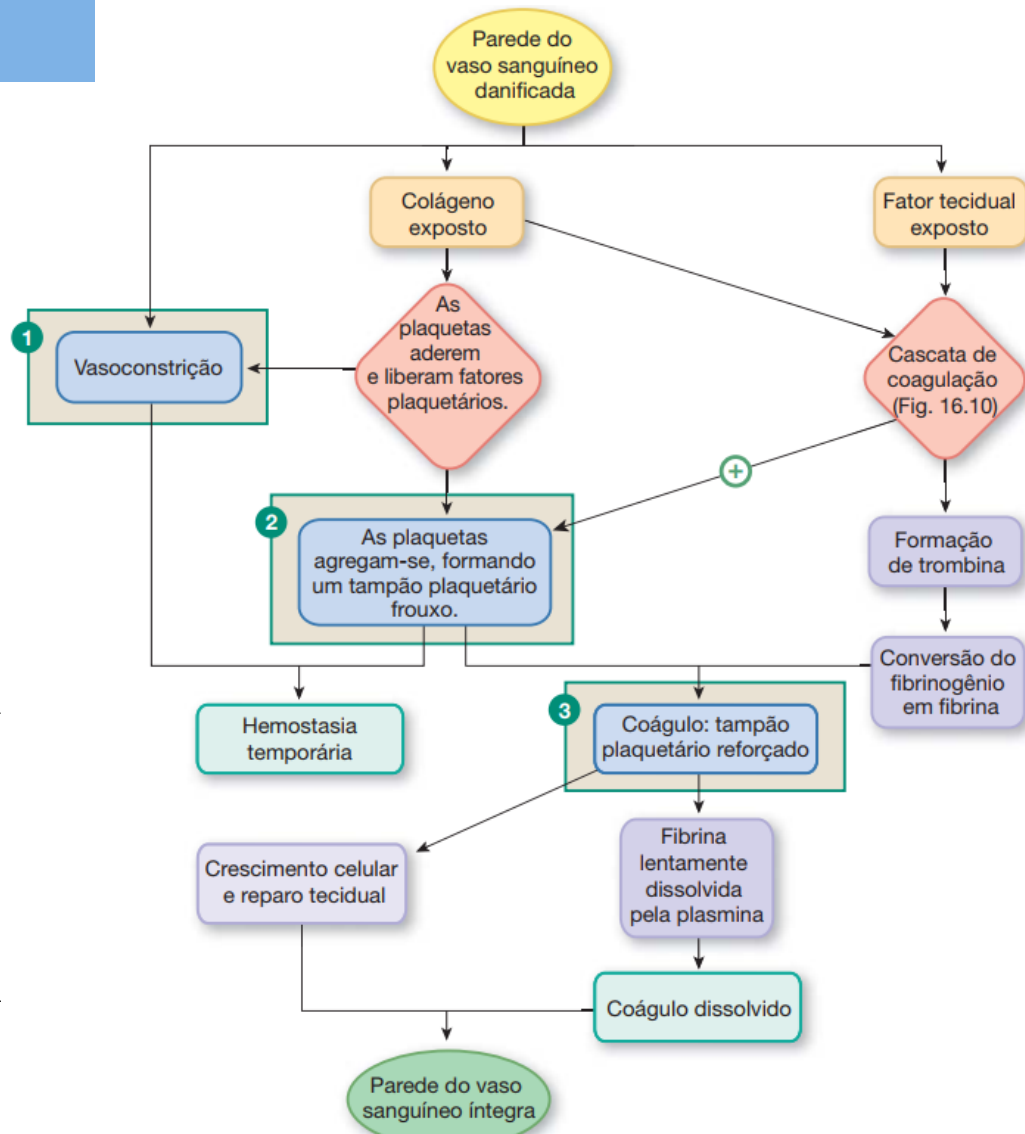 Parede do
vaso sanguíneo
danificada
Colágeno
exposto
Fator tecidual
exposto
1
Vasoconstrição
As
plaquetas
aderem
e liberam fatores
plaquetários.
Cascata de
coagulação
(Fig. 16.10)
+
2
As plaquetas
agregam-se, formando
um tampão plaquetário
frouxo.
Formação
de trombina
Conversão do
fibrinogênio
em fibrina
Hemostasia
temporária
3
Coágulo: tampão
plaquetário reforçado
Crescimento celular
e reparo tecidual
Fibrina
lentamente
dissolvida
pela plasmina
Coágulo dissolvido
Parede do vaso
sanguíneo íntegra